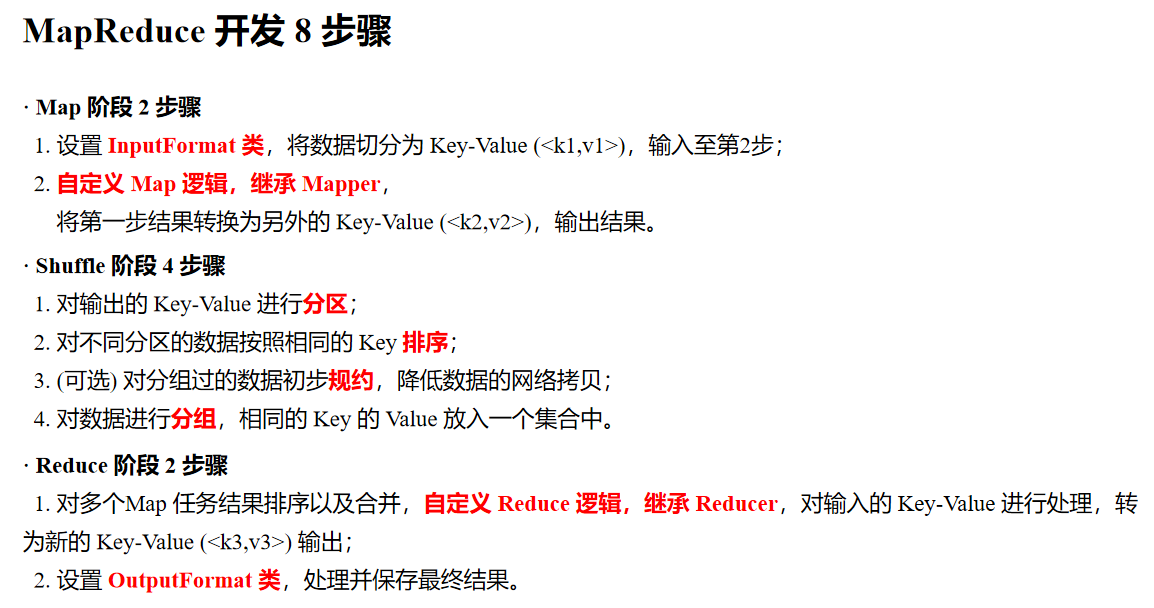 MapReduce 开发 8 步骤
· Map 阶段 2 步骤
1. 设置 InputFormat 类，将数据切分为 Key-Value (<k1,v1>)，输入至第2步；
2. 自定义 Map 逻辑，继承 Mapper，
将第一步结果转换为另外的 Key-Value (<k2,v2>)，输出结果。
· Shuffle 阶段 4 步骤
1. 对输出的 Key-Value 进行分区；
2. 对不同分区的数据按照相同的 Key 排序；
3. (可选) 对分组过的数据初步规约，降低数据的网络拷贝；
4. 对数据进行分组，相同的 Key 的 Value 放入一个集合中。
· Reduce 阶段 2 步骤
1. 对多个Map 任务结果排序以及合并，自定义 Reduce 逻辑，继承 Reducer，对输入的 Key-Value 进行处理，转
为新的 Key-Value (<k3,v3>) 输出；
2. 设置 OutputFormat 类，处理并保存最终结果。